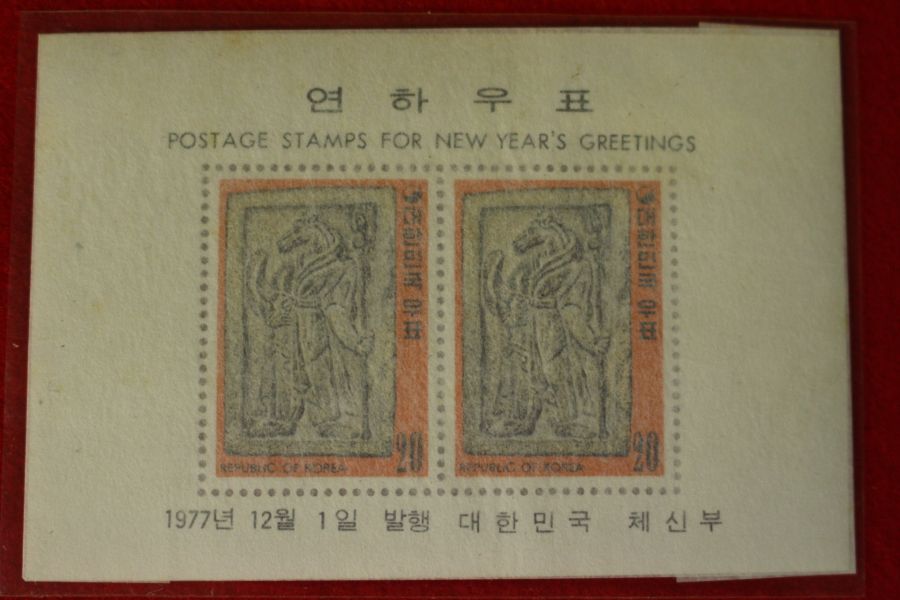 연하우표
POSTAGE STAMPS FOR NEW YEAR'S GREETINGS
대한민국 우표
REPUBLIC OF KOREA
20
대한민국 우표
REPUBLIC OF KOREA
20
1977년 12월 1일 발행 대한민국 체신부